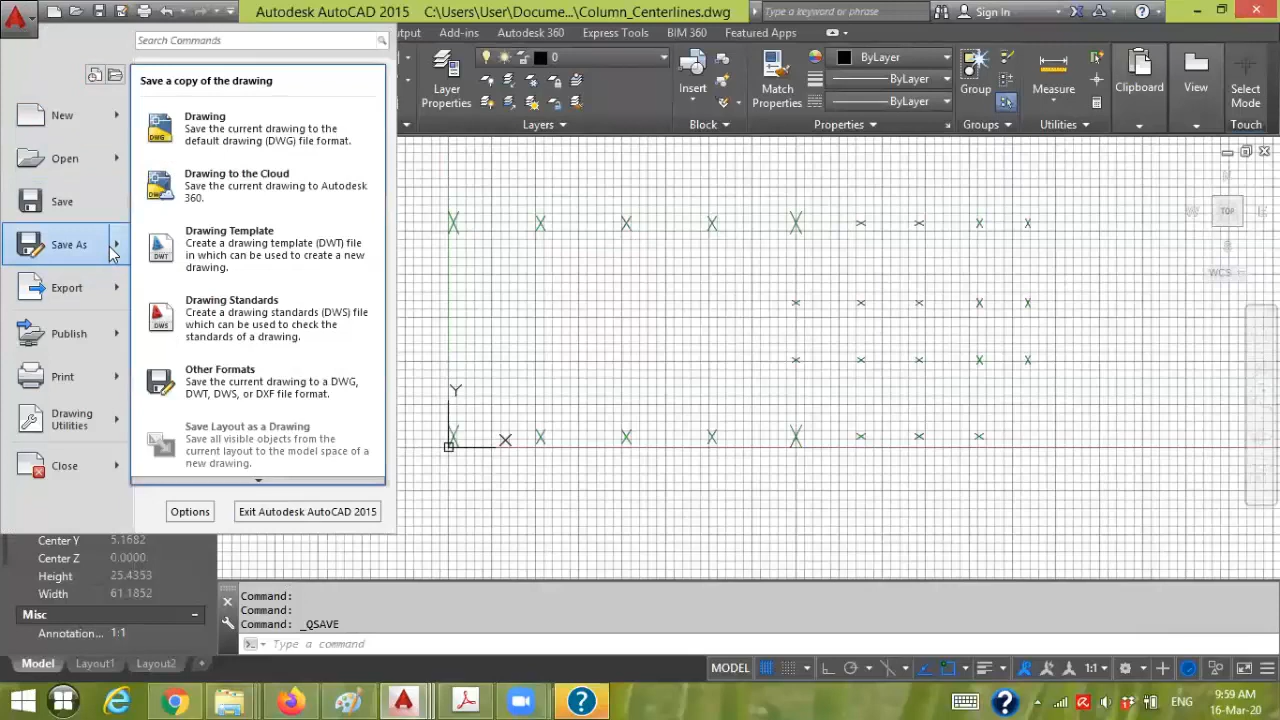 Autodesk AutoCAD 2015 C:\Users\User\Docume...\Column_Centerlines.dwg
Type a keyword or phrase
Sign In
Search Commands
utput Add-ins Autodesk 360 Express Tools BIM 360 Featured Apps
Save a copy of the drawing
New
Open
Save
Save As
Export
Publish
Print
Drawing
Utilities
Close
Drawing
Save the current drawing to the
default drawing (DWG) file format.
Drawing to the Cloud
Save the current drawing to Autodesk
360.
Drawing Template
Create a drawing template (DWT) file
in which can be used to create a new
drawing.
Drawing Standards
Create a drawing standards (DWS) file
which can be used to check the
standards of a drawing.
Other Formats
Save the current drawing to a DWG,
DWT, DWS, or DXF file format.
Save Layout as a Drawing
Save all visible objects from the
current layout to the model space of a
new drawing.
DWG
DWT
DWS
Options
Exit Autodesk AutoCAD 2015
0
Layer
Properties
Insert
Match
Properties
ByLayer
ByLayer
ByLayer
Group
Measure
Clipboard
View
Select
Mode
Layers
Block
Properties
Groups
Utilities
Touch
N
W TOP E
S
WCS
Y
X
Center Y 5.1682
Center Z 0.0000
Height 25.4353
Width 61.1852
Misc
Annotation... 1:1
Command:
Command:
Command: _QSAVE
Type a command
Model Layout1 Layout2 +
MODEL
1:1
9:59 AM
16-Mar-20